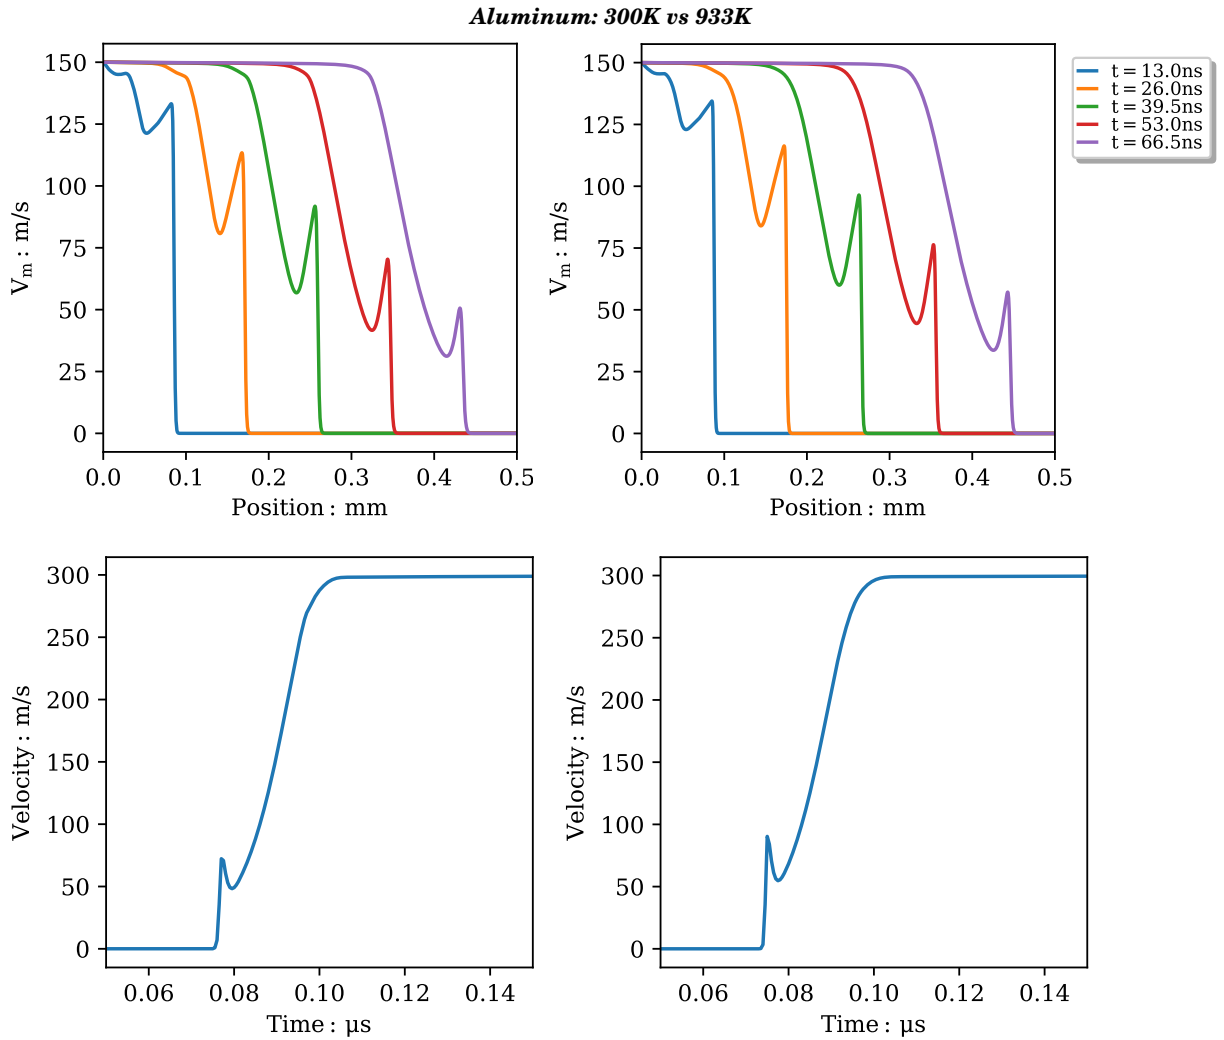 Aluminum: 300K vs 933K
150
125
100
75
50
25
0
V_m : m/s
0.0 0.1 0.2 0.3 0.4 0.5
Position : mm
150
125
100
75
50
25
0
V_m : m/s
0.0 0.1 0.2 0.3 0.4 0.5
Position : mm
t = 13.0ns
t = 26.0ns
t = 39.5ns
t = 53.0ns
t = 66.5ns
300
250
200
150
100
50
0
Velocity : m/s
0.06 0.08 0.10 0.12 0.14
Time : μs
300
250
200
150
100
50
0
Velocity : m/s
0.06 0.08 0.10 0.12 0.14
Time : μs